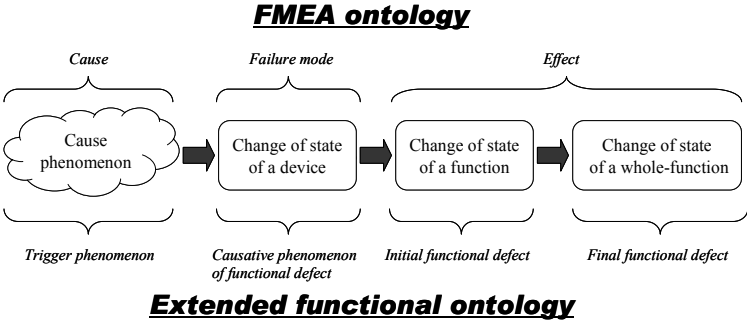 FMEA ontology
Cause
Failure mode
Effect
Cause
phenomenon
Change of state
of a device
Change of state
of a function
Change of state
of a whole-function
Trigger phenomenon
Causative phenomenon
of functional defect
Initial functional defect
Final functional defect
Extended functional ontology